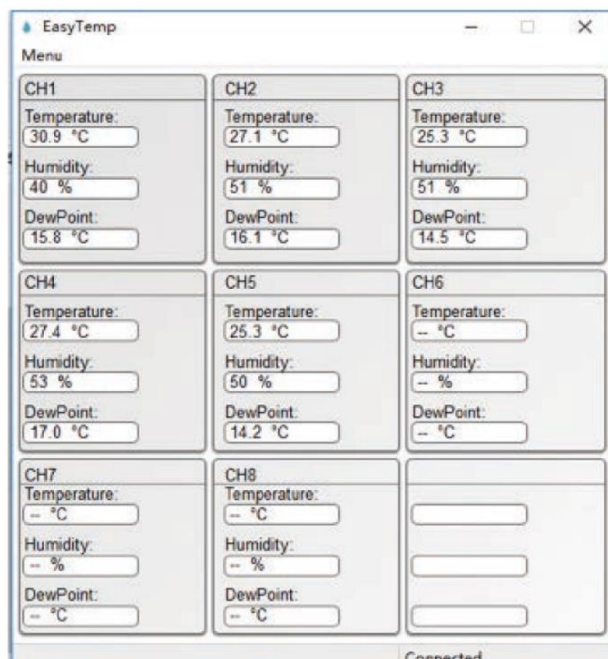 EasyTemp
Menu
CH1
Temperature:
30.9 °C
Humidity:
40 %
DewPoint:
15.8 °C
CH2
Temperature:
27.1 °C
Humidity:
51 %
DewPoint:
16.1 °C
CH3
Temperature:
25.3 °C
Humidity:
51 %
DewPoint:
14.5 °C
CH4
Temperature:
27.4 °C
Humidity:
53 %
DewPoint:
17.0 °C
CH5
Temperature:
25.3 °C
Humidity:
50 %
DewPoint:
14.2 °C
CH6
Temperature:
-- °C
Humidity:
-- %
DewPoint:
-- °C
CH7
Temperature:
-- °C
Humidity:
-- %
DewPoint:
-- °C
CH8
Temperature:
-- °C
Humidity:
-- %
DewPoint:
-- °C
Connected